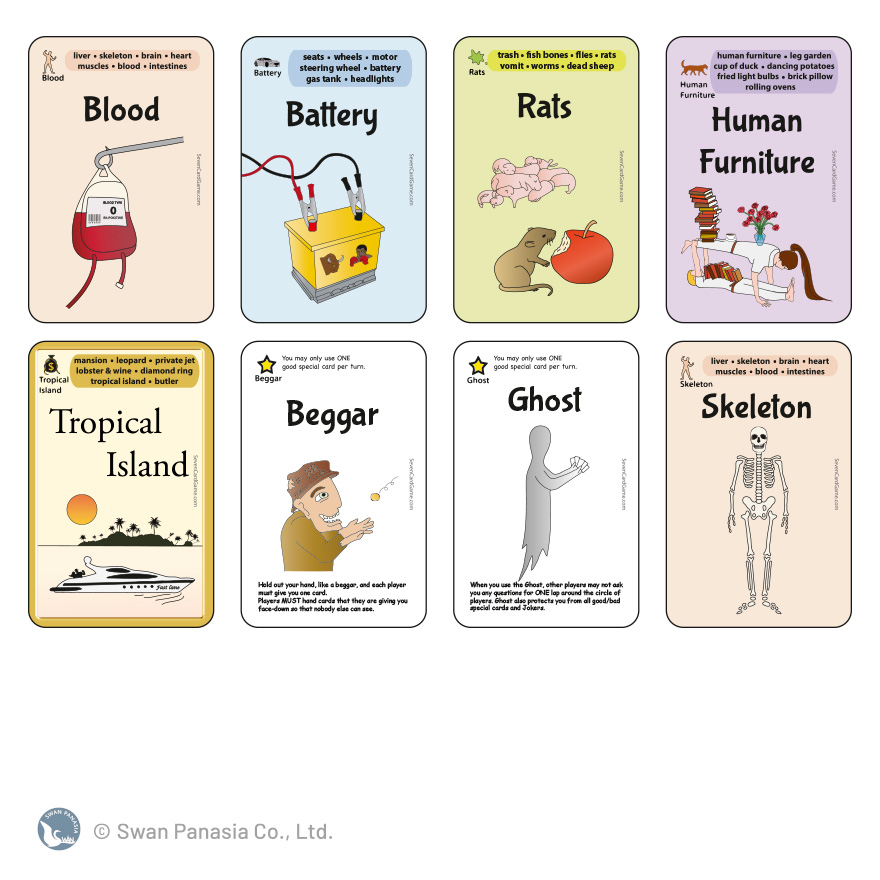 liver • skeleton • brain • heart
muscles • blood • intestines
Blood
Blood
BLOOD TYPE
0
RH-POSITIVE
SevenCardGame.com
seats • wheels • motor
steering wheel • battery
gas tank • headlights
Battery
Battery
SevenCardGame.com
trash • fish bones • flies • rats
vomit • worms • dead sheep
Rats
Rats
SevenCardGame.com
human furniture • leg garden
cup of duck • dancing potatoes
fried light bulbs • brick pillow
rolling ovens
Human
Furniture
Human
Furniture
SevenCardGame.com
mansion • leopard • private jet
lobster & wine • diamond ring
tropical island • butler
$
Tropical
Island
Tropical
Island
SevenCardGame.com
Fast Game
You may only use ONE
good special card per turn.
Beggar
Beggar
SevenCardGame.com
Hold out your hand, like a beggar, and each player
must give you one card.
Players MUST hand cards that they are giving you
face-down so that nobody else can see.
You may only use ONE
good special card per turn.
Ghost
Ghost
SevenCardGame.com
When you use the Ghost, other players may not ask
you any questions for ONE lap around the circle of
players. Ghost also protects you from all good/bad
special cards and Jokers.
liver • skeleton • brain • heart
muscles • blood • intestines
Skeleton
Skeleton
SevenCardGame.com
SWAN PANASIA
© Swan Panasia Co., Ltd.